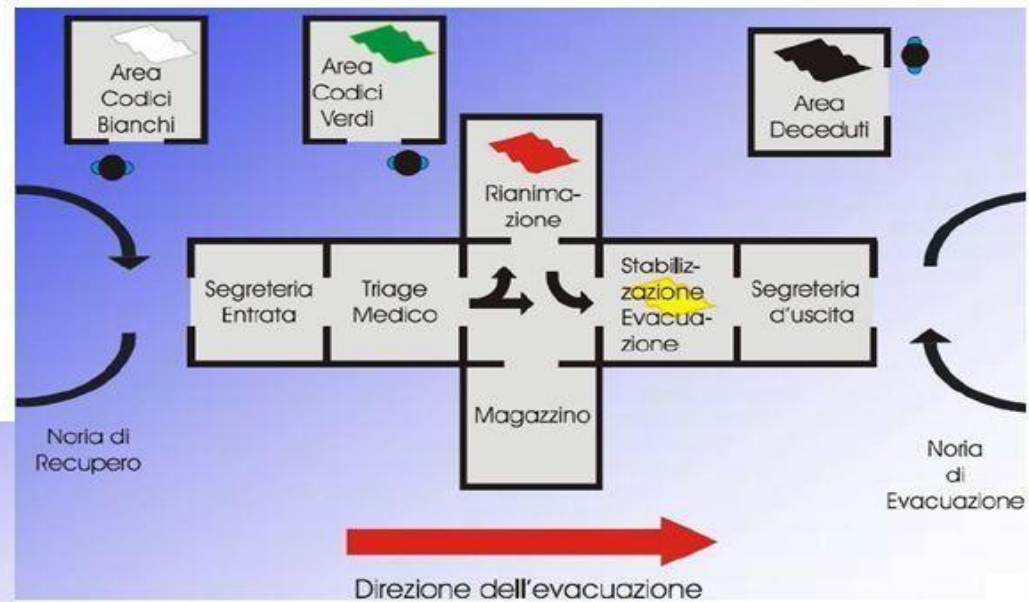 Area
Codici
Bianchi
Area
Codici
Verdi
Area
Deceduti
Rianima-
zione
Segreteria
Entrata
Triage
Medico
Stabiliz-
zazione
Evacua-
zione
Segreteria
d'uscita
Magazzino
Noria di
Recupero
Noria
di
Evacuazione
Direzione dell'evacuazione